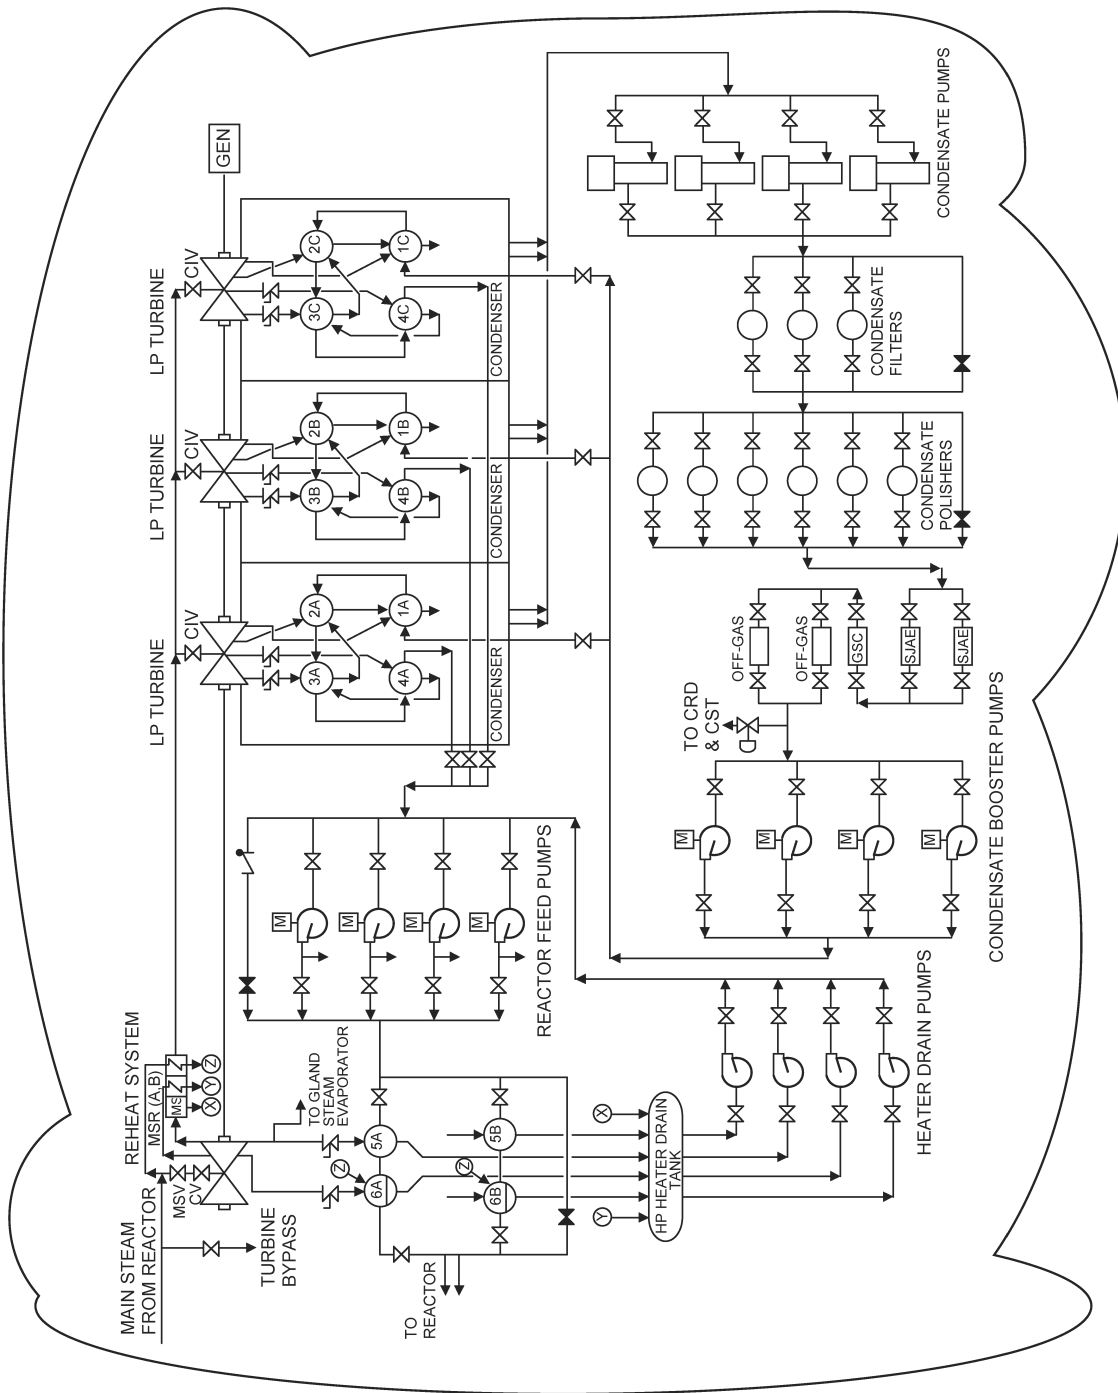 MAIN STEAM
FROM REACTOR
TURBINE
BYPASS
MSV
CV
REHEAT SYSTEM
MSR (A,B)
MS
X
Y
Z
LP TURBINE
CIV
LP TURBINE
CIV
LP TURBINE
CIV
GEN
3A
2A
4A
1A
CONDENSER
3B
2B
4B
1B
CONDENSER
3C
2C
4C
1C
CONDENSER
TO GLAND
STEAM
EVAPORATOR
Z
6A
5A
Z
6B
5B
TO
REACTOR
M
M
M
M
REACTOR FEED PUMPS
Y
X
HP HEATER DRAIN
TANK
HEATER DRAIN PUMPS
TO CRD
& CST
M
M
M
M
CONDENSATE BOOSTER PUMPS
OFF-GAS
OFF-GAS
GSC
SJAE
SJAE
CONDENSATE
POLISHERS
CONDENSATE
FILTERS
CONDENSATE PUMPS